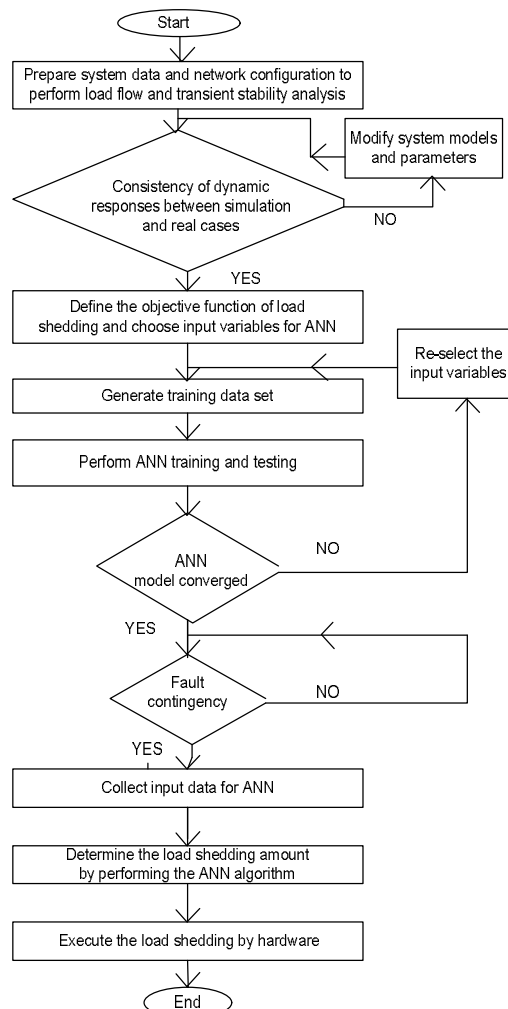 Start
Prepare system data and network configuration to
perform load flow and transient stability analysis
Modify system models
and parameters
Consistency of dynamic
responses between simulation
and real cases
NO
YES
Define the objective function of load
shedding and choose input variables for ANN
Re-select the
input variables
Generate training data set
Perform ANN training and testing
ANN
model converged
NO
YES
Fault
contingency
NO
YES
Collect input data for ANN
Determine the load shedding amount
by performing the ANN algorithm
Execute the load shedding by hardware
End